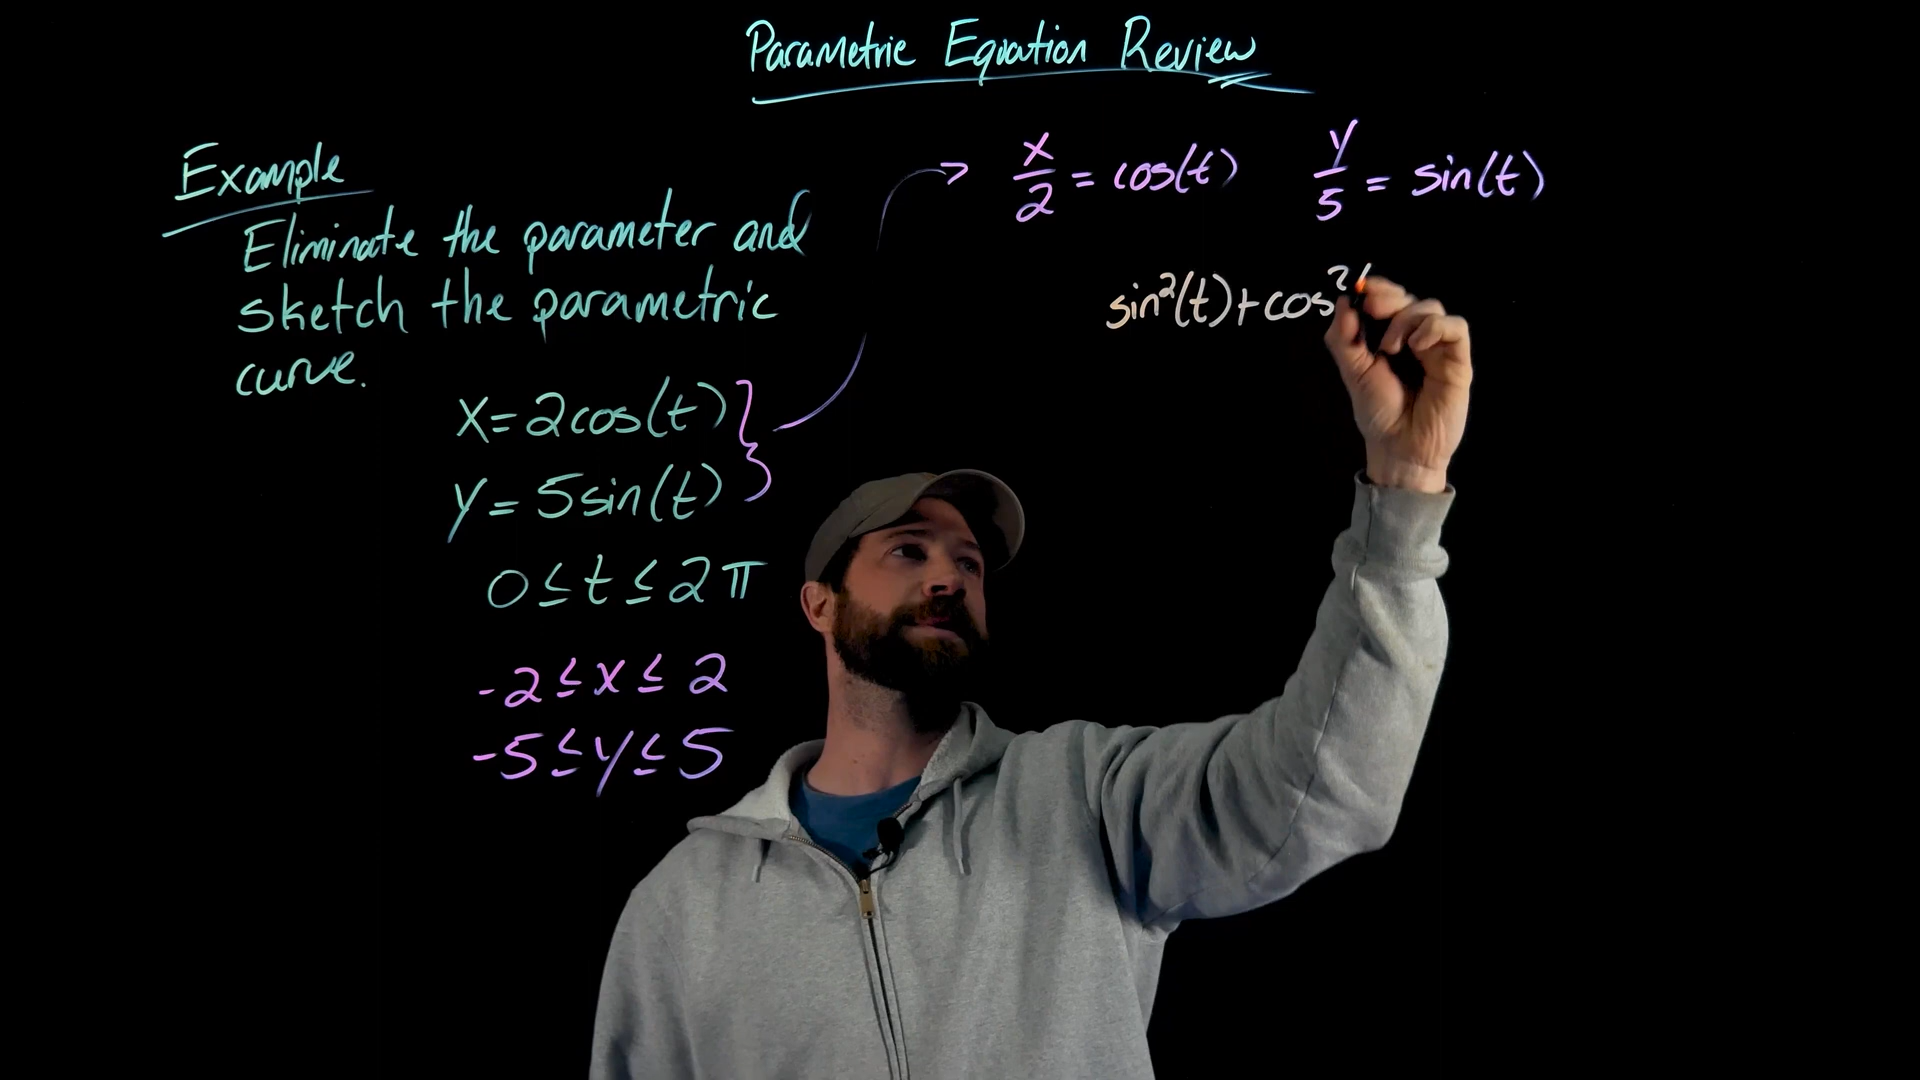 Parametric Equation Review
Example
Eliminate the parameter and
sketch the parametric
curve.
x=2cos(t)
y=5sin(t)
0≤t≤2π
-2≤x≤2
-5≤y≤5
x/2 = cos(t) y/5 = sin(t)
sin²(t)+cos²(